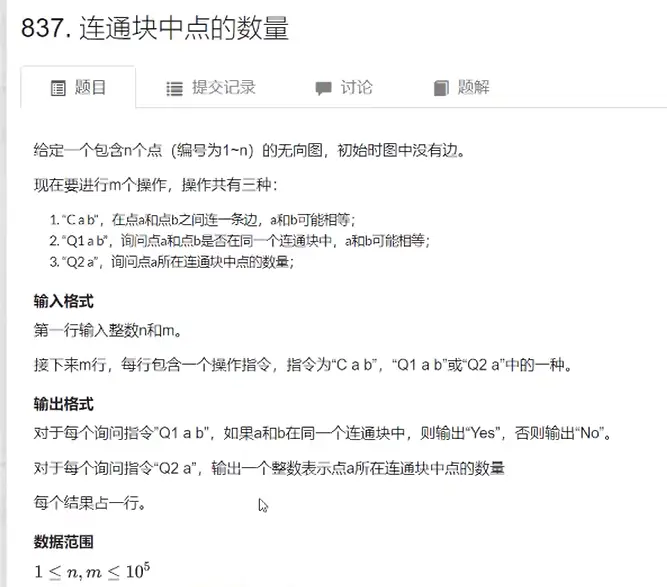 837. 连通块中点的数量
题目 提交记录 讨论 题解
给定一个包含n个点（编号为1~n）的无向图，初始时图中没有边。
现在要进行m个操作，操作共有三种：
1. “C a b”，在点a和点b之间连一条边，a和b可能相等；
2. “Q1 a b”，询问点a和点b是否在同一个连通块中，a和b可能相等；
3. “Q2 a”，询问点a所在连通块中点的数量；
输入格式
第一行输入整数n和m。
接下来m行，每行包含一个操作指令，指令为“C a b”，“Q1 a b”或“Q2 a”中的一种。
输出格式
对于每个询问指令”Q1 a b”，如果a和b在同一个连通块中，则输出“Yes”，否则输出“No”。
对于每个询问指令“Q2 a”，输出一个整数表示点a所在连通块中点的数量
每个结果占一行。
数据范围
1 ≤ n, m ≤ 10⁵